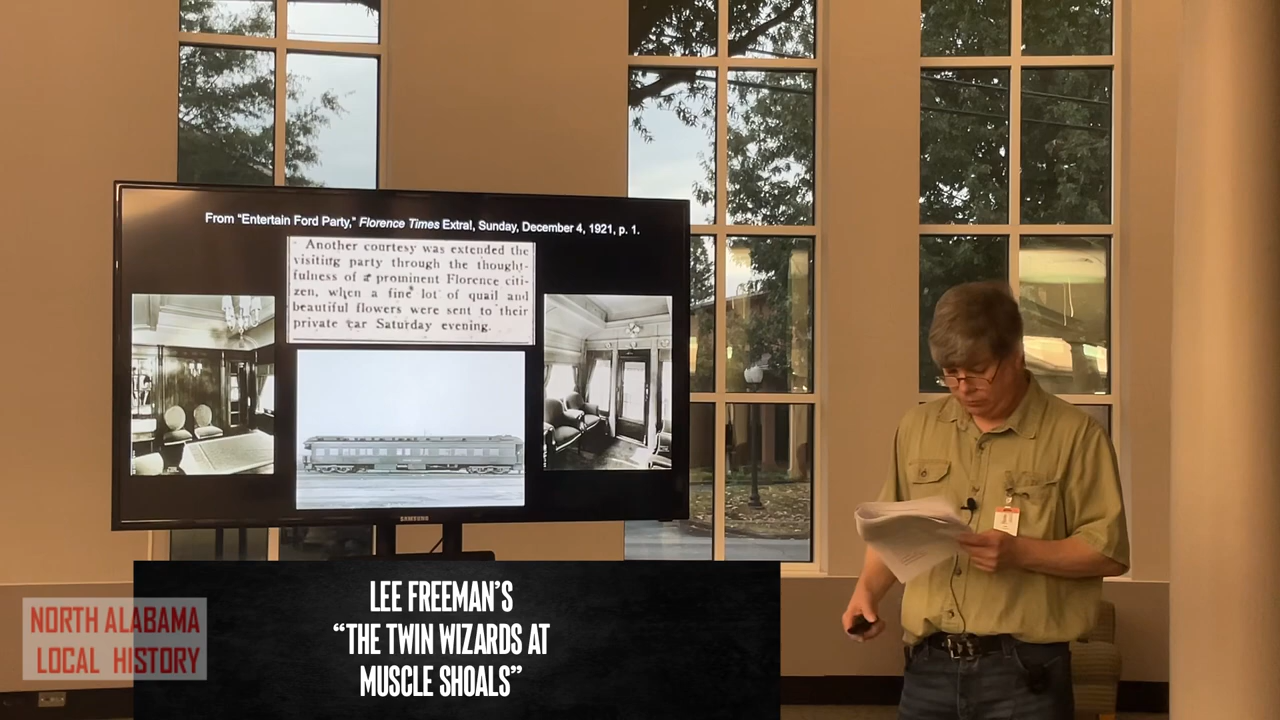 From "Entertain Ford Party," Florence Times Extra!, Sunday, December 4, 1921, p. 1.
Another courtesy was extended the
visiting party through the thought-
fulness of a prominent Florence citi-
zen, when a fine lot of quail and
beautiful flowers were sent to their
private car Saturday evening.
SAMSUNG
LEE FREEMAN'S
"THE TWIN WIZARDS AT
MUSCLE SHOALS"
NORTH ALABAMA
LOCAL HISTORY